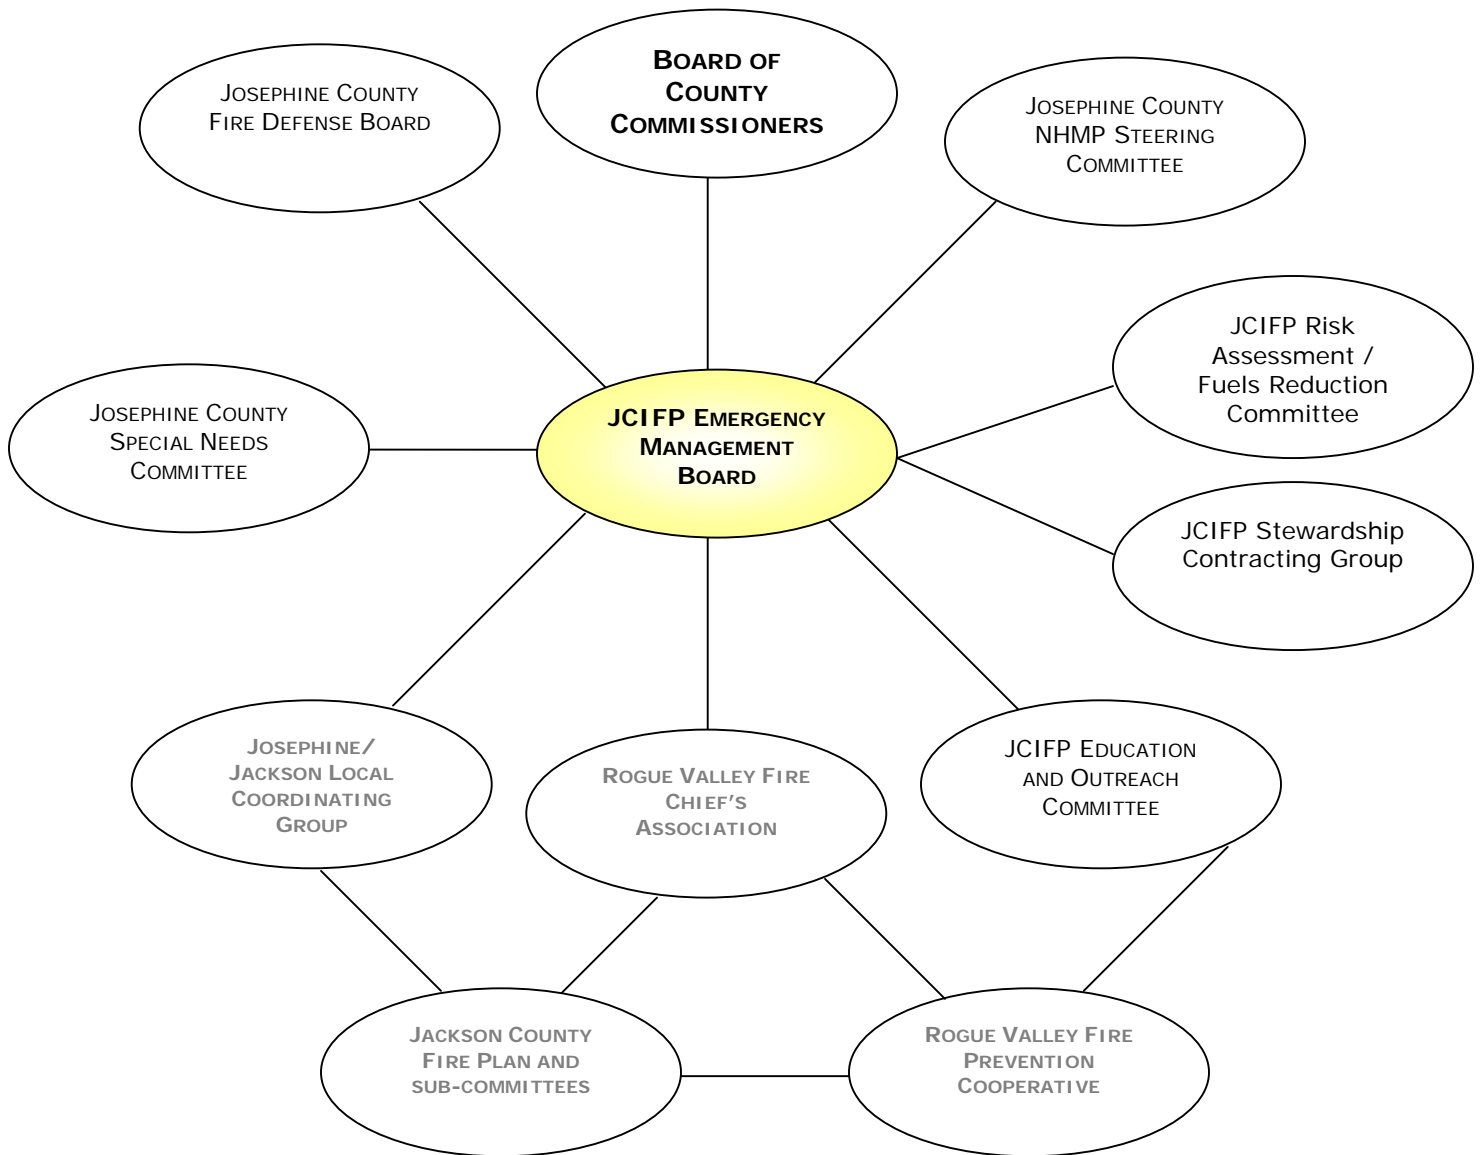 BOARD OF
COUNTY
COMMISSIONERS
JOSEPHINE COUNTY
FIRE DEFENSE BOARD
JOSEPHINE COUNTY
NHMP STEERING
COMMITTEE
JCIFP Risk
Assessment /
Fuels Reduction
Committee
JOSEPHINE COUNTY
SPECIAL NEEDS
COMMITTEE
JCIFP EMERGENCY
MANAGEMENT
BOARD
JCIFP Stewardship
Contracting Group
JOSEPHINE/
JACKSON LOCAL
COORDINATING
GROUP
ROGUE VALLEY FIRE
CHIEF'S
ASSOCIATION
JCIFP EDUCATION
AND OUTREACH
COMMITTEE
JACKSON COUNTY
FIRE PLAN AND
SUB-COMMITTEES
ROGUE VALLEY FIRE
PREVENTION
COOPERATIVE